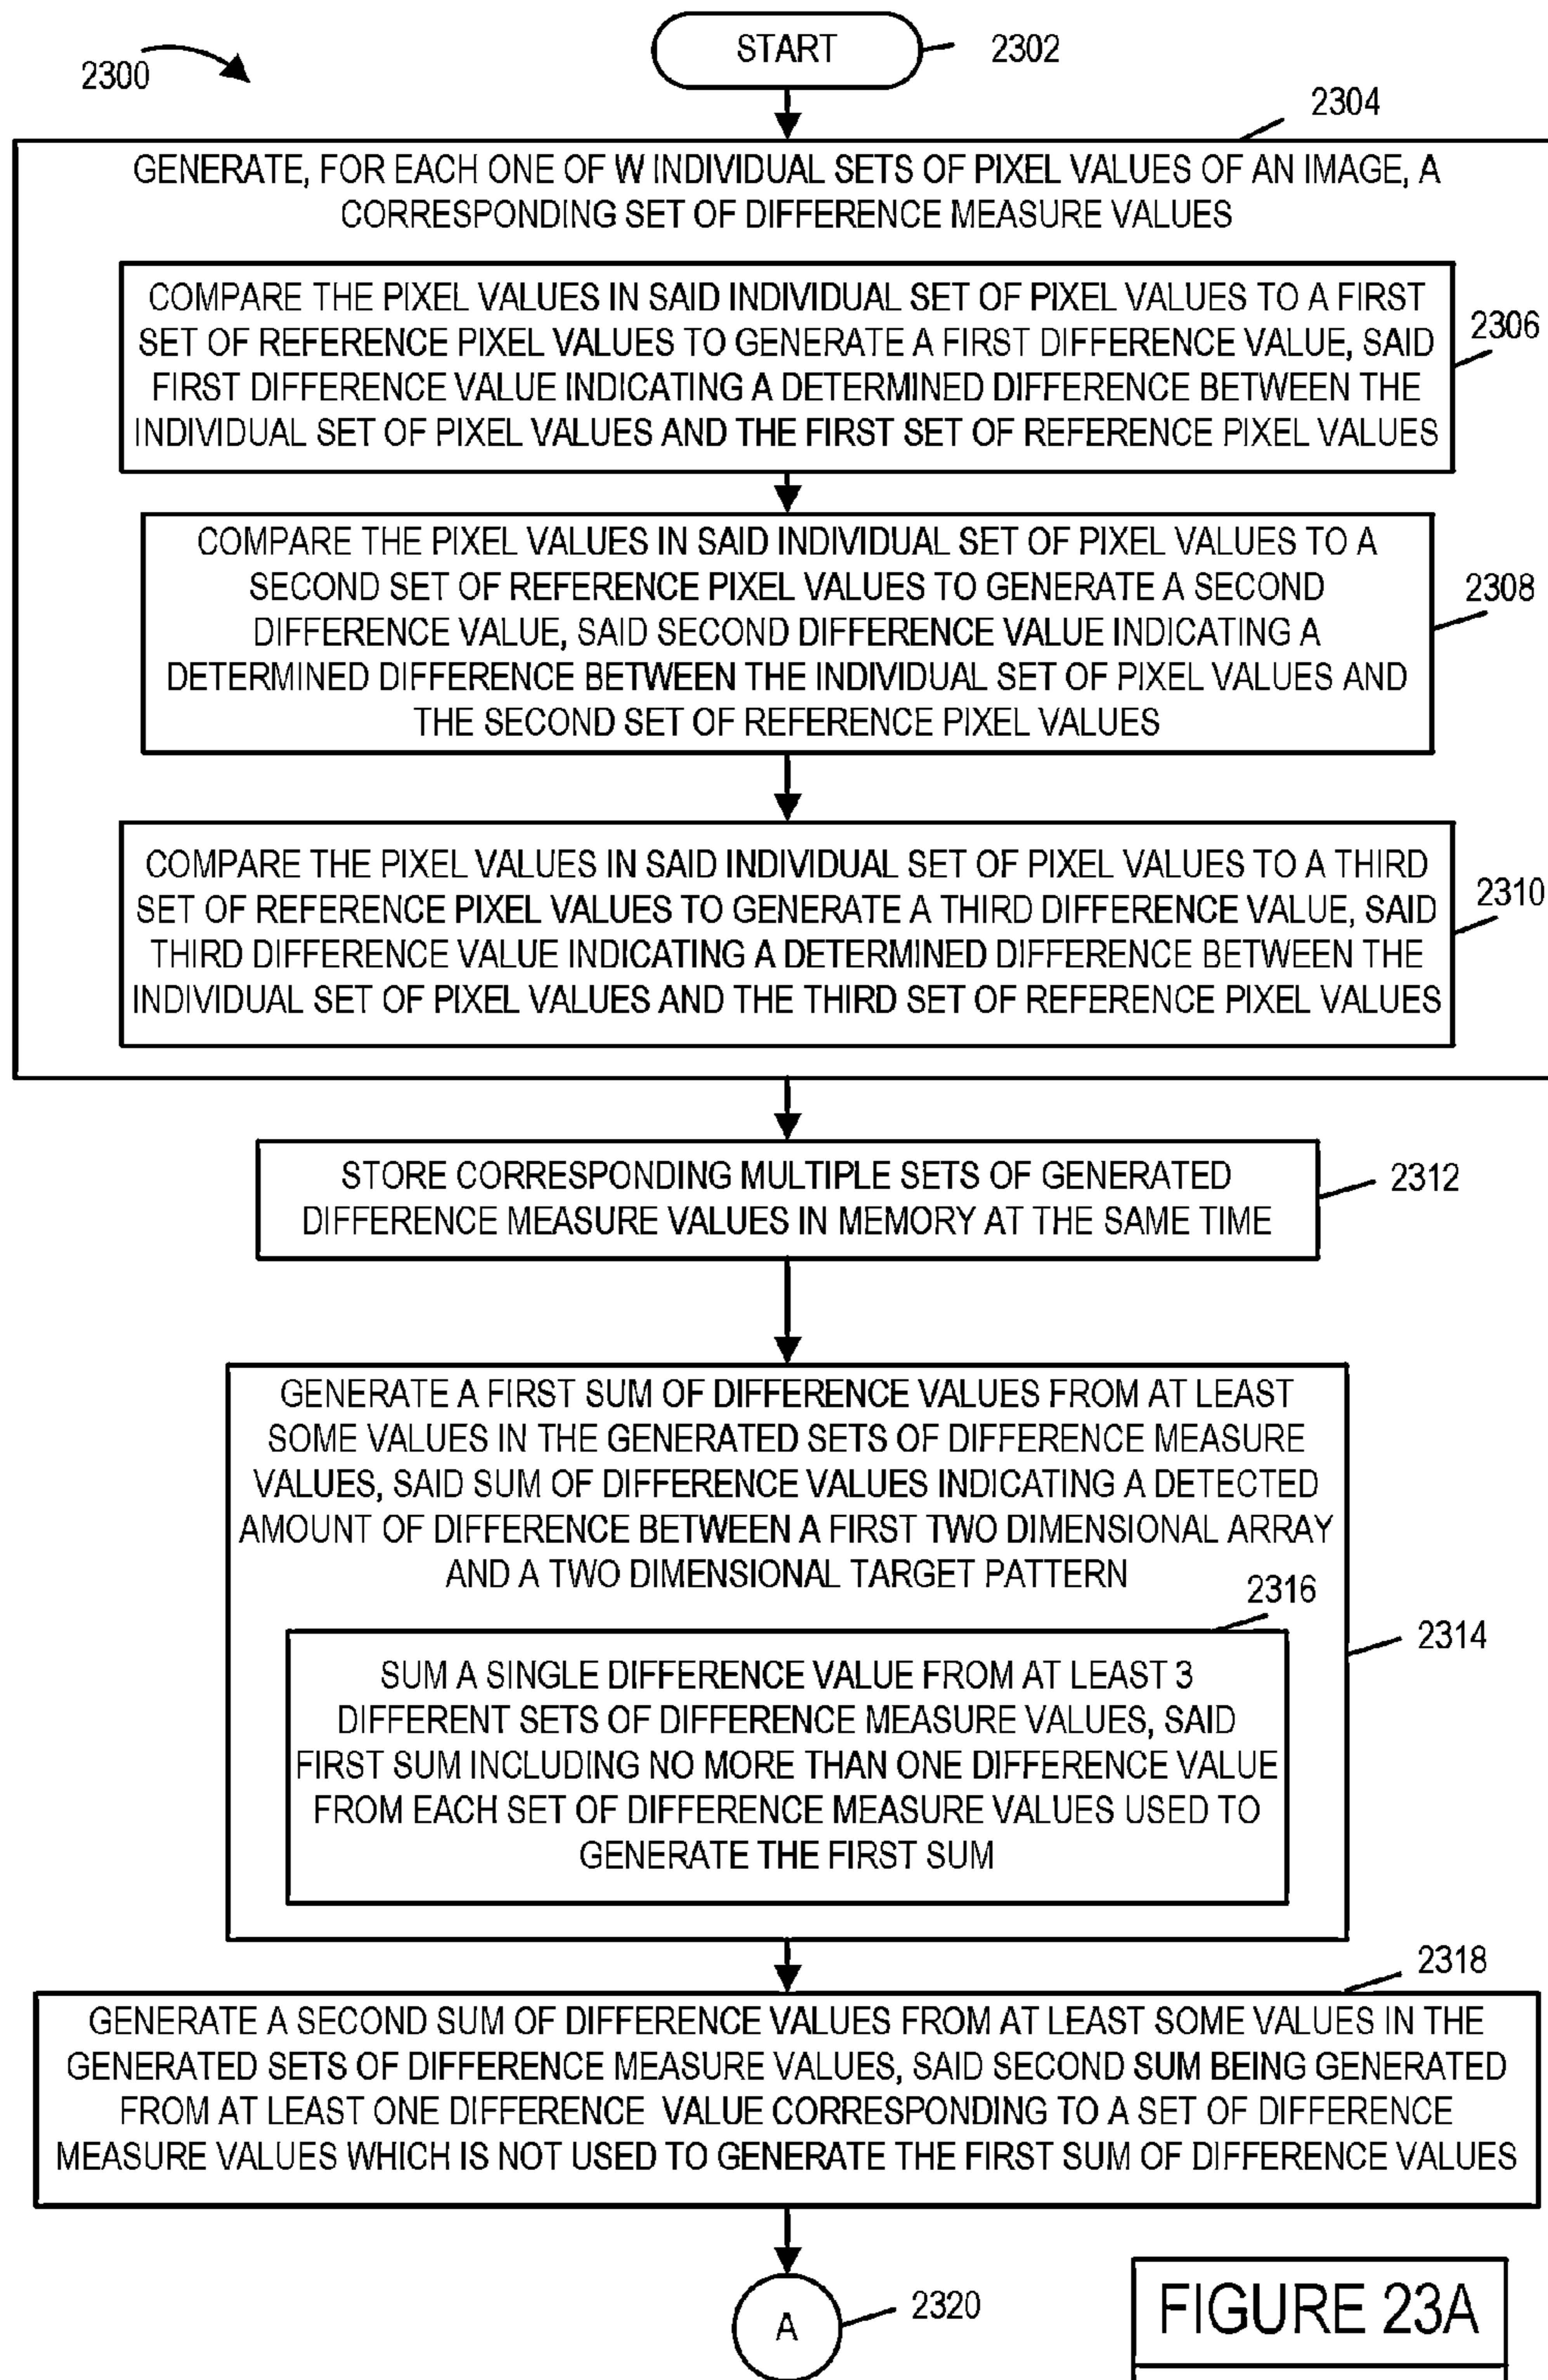 START
2302
2300
2304
GENERATE, FOR EACH ONE OF W INDIVIDUAL SETS OF PIXEL VALUES OF AN IMAGE, A
CORRESPONDING SET OF DIFFERENCE MEASURE VALUES
COMPARE THE PIXEL VALUES IN SAID INDIVIDUAL SET OF PIXEL VALUES TO A FIRST
SET OF REFERENCE PIXEL VALUES TO GENERATE A FIRST DIFFERENCE VALUE, SAID
FIRST DIFFERENCE VALUE INDICATING A DETERMINED DIFFERENCE BETWEEN THE
INDIVIDUAL SET OF PIXEL VALUES AND THE FIRST SET OF REFERENCE PIXEL VALUES
2306
COMPARE THE PIXEL VALUES IN SAID INDIVIDUAL SET OF PIXEL VALUES TO A
SECOND SET OF REFERENCE PIXEL VALUES TO GENERATE A SECOND
DIFFERENCE VALUE, SAID SECOND DIFFERENCE VALUE INDICATING A
DETERMINED DIFFERENCE BETWEEN THE INDIVIDUAL SET OF PIXEL VALUES AND
THE SECOND SET OF REFERENCE PIXEL VALUES
2308
COMPARE THE PIXEL VALUES IN SAID INDIVIDUAL SET OF PIXEL VALUES TO A THIRD
SET OF REFERENCE PIXEL VALUES TO GENERATE A THIRD DIFFERENCE VALUE, SAID
THIRD DIFFERENCE VALUE INDICATING A DETERMINED DIFFERENCE BETWEEN THE
INDIVIDUAL SET OF PIXEL VALUES AND THE THIRD SET OF REFERENCE PIXEL VALUES
2310
STORE CORRESPONDING MULTIPLE SETS OF GENERATED
DIFFERENCE MEASURE VALUES IN MEMORY AT THE SAME TIME
2312
GENERATE A FIRST SUM OF DIFFERENCE VALUES FROM AT LEAST
SOME VALUES IN THE GENERATED SETS OF DIFFERENCE MEASURE
VALUES, SAID SUM OF DIFFERENCE VALUES INDICATING A DETECTED
AMOUNT OF DIFFERENCE BETWEEN A FIRST TWO DIMENSIONAL ARRAY
AND A TWO DIMENSIONAL TARGET PATTERN
2316
2314
SUM A SINGLE DIFFERENCE VALUE FROM AT LEAST 3
DIFFERENT SETS OF DIFFERENCE MEASURE VALUES, SAID
FIRST SUM INCLUDING NO MORE THAN ONE DIFFERENCE VALUE
FROM EACH SET OF DIFFERENCE MEASURE VALUES USED TO
GENERATE THE FIRST SUM
2318
GENERATE A SECOND SUM OF DIFFERENCE VALUES FROM AT LEAST SOME VALUES IN THE
GENERATED SETS OF DIFFERENCE MEASURE VALUES, SAID SECOND SUM BEING GENERATED
FROM AT LEAST ONE DIFFERENCE VALUE CORRESPONDING TO A SET OF DIFFERENCE
MEASURE VALUES WHICH IS NOT USED TO GENERATE THE FIRST SUM OF DIFFERENCE VALUES
A
2320
FIGURE 23A